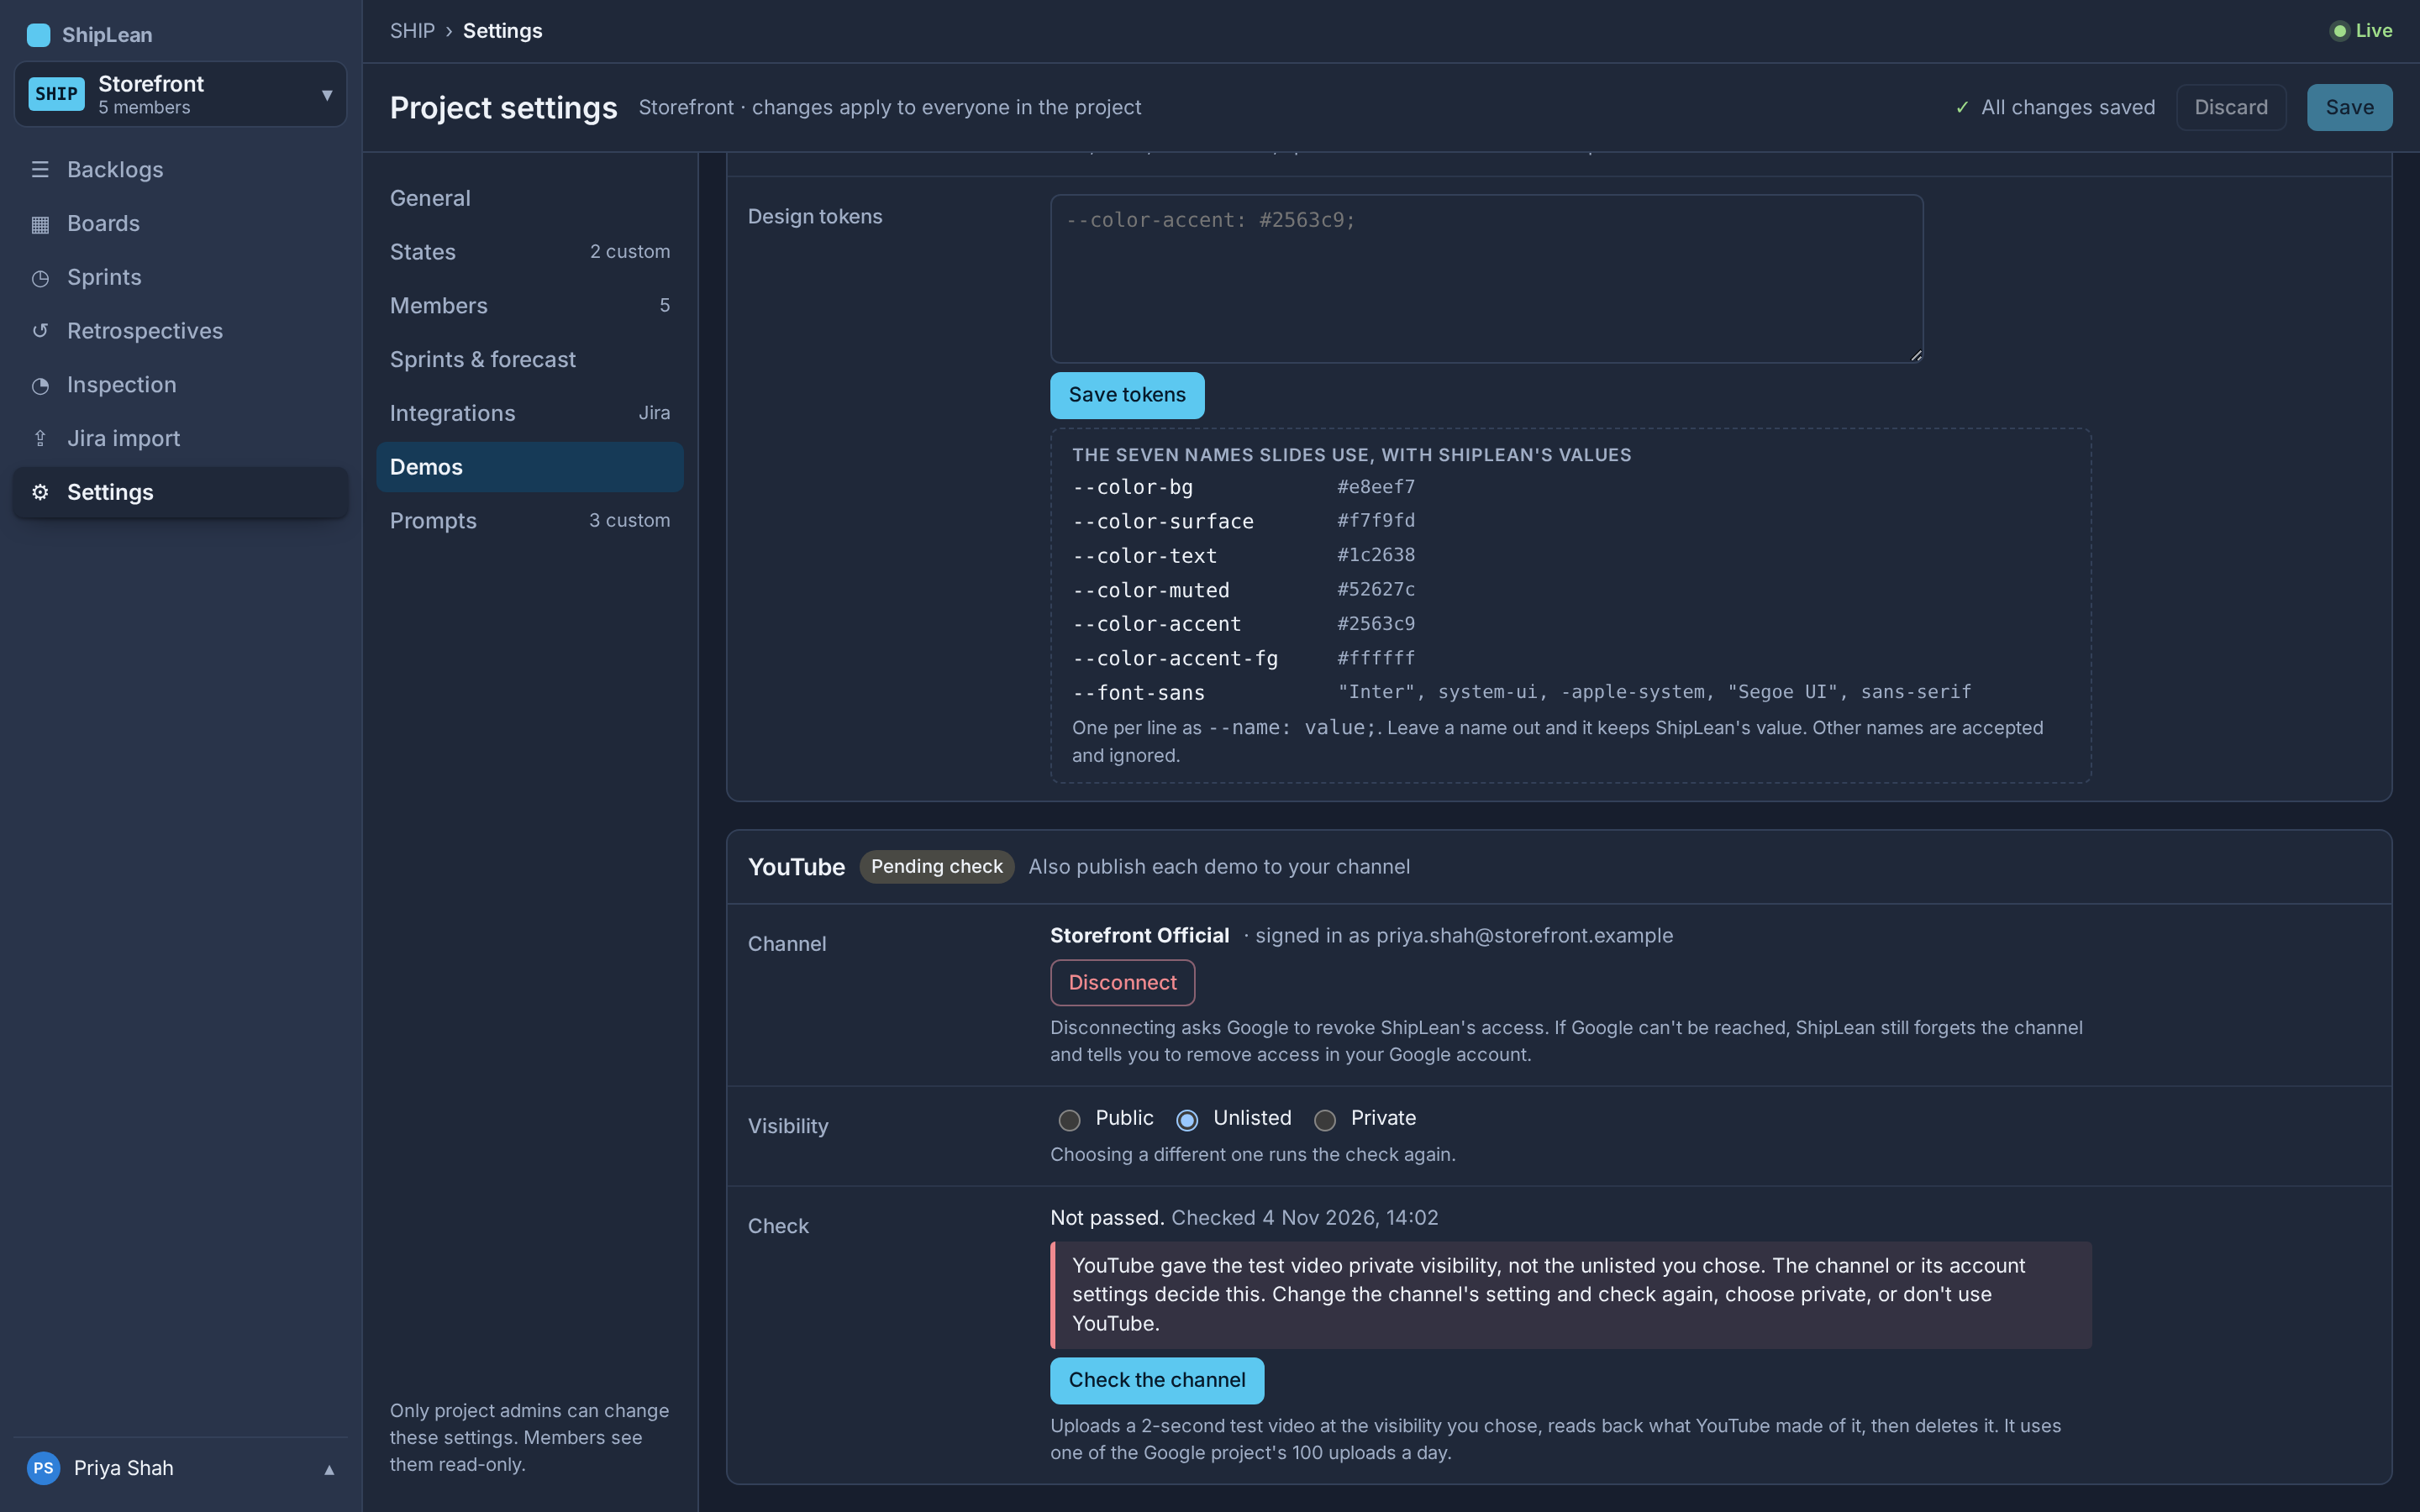 ShipLean
SHIP
Storefront
5 members
Backlogs
Boards
Sprints
Retrospectives
Inspection
Jira import
Settings
PS
Priya Shah
SHIP › Settings
Live
Project settings
Storefront · changes apply to everyone in the project
✓ All changes saved
Discard
Save
General
States
2 custom
Members
5
Sprints & forecast
Integrations
Jira
Demos
Prompts
3 custom
Only project admins can change
these settings. Members see
them read-only.
Design tokens
--color-accent: #2563c9;
Save tokens
THE SEVEN NAMES SLIDES USE, WITH SHIPLEAN'S VALUES
--color-bg #e8eef7
--color-surface #f7f9fd
--color-text #1c2638
--color-muted #52627c
--color-accent #2563c9
--color-accent-fg #ffffff
--font-sans "Inter", system-ui, -apple-system, "Segoe UI", sans-serif
One per line as --name: value;. Leave a name out and it keeps ShipLean's value. Other names are accepted
and ignored.
YouTube
Pending check
Also publish each demo to your channel
Channel
Storefront Official · signed in as priya.shah@storefront.example
Disconnect
Disconnecting asks Google to revoke ShipLean's access. If Google can't be reached, ShipLean still forgets the channel
and tells you to remove access in your Google account.
Visibility
Public
Unlisted
Private
Choosing a different one runs the check again.
Check
Not passed. Checked 4 Nov 2026, 14:02
YouTube gave the test video private visibility, not the unlisted you chose. The channel or its account
settings decide this. Change the channel's setting and check again, choose private, or don't use
YouTube.
Check the channel
Uploads a 2-second test video at the visibility you chose, reads back what YouTube made of it, then deletes it. It uses
one of the Google project's 100 uploads a day.